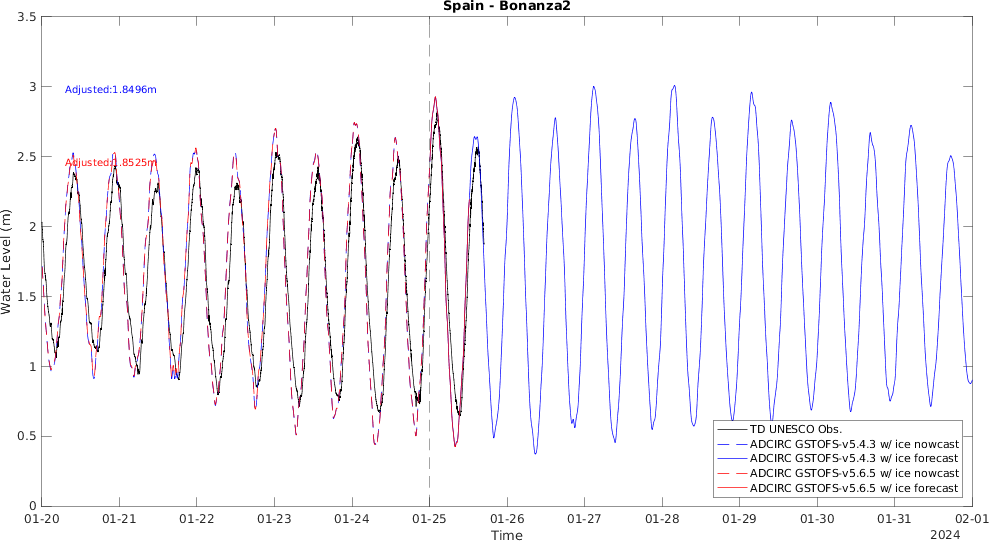 Spain - Bonanza2
3.5
3
2.5
2
1.5
1
0.5
0
Water Level (m)
Adjusted:1.8496m
Adjusted:1.8525m
TD UNESCO Obs.
ADCIRC GSTOFS-v5.4.3 w/ ice nowcast
ADCIRC GSTOFS-v5.4.3 w/ ice forecast
ADCIRC GSTOFS-v5.6.5 w/ ice nowcast
ADCIRC GSTOFS-v5.6.5 w/ ice forecast
01-20 01-21 01-22 01-23 01-24 01-25 01-26 01-27 01-28 01-29 01-30 01-31 02-01
Time
2024